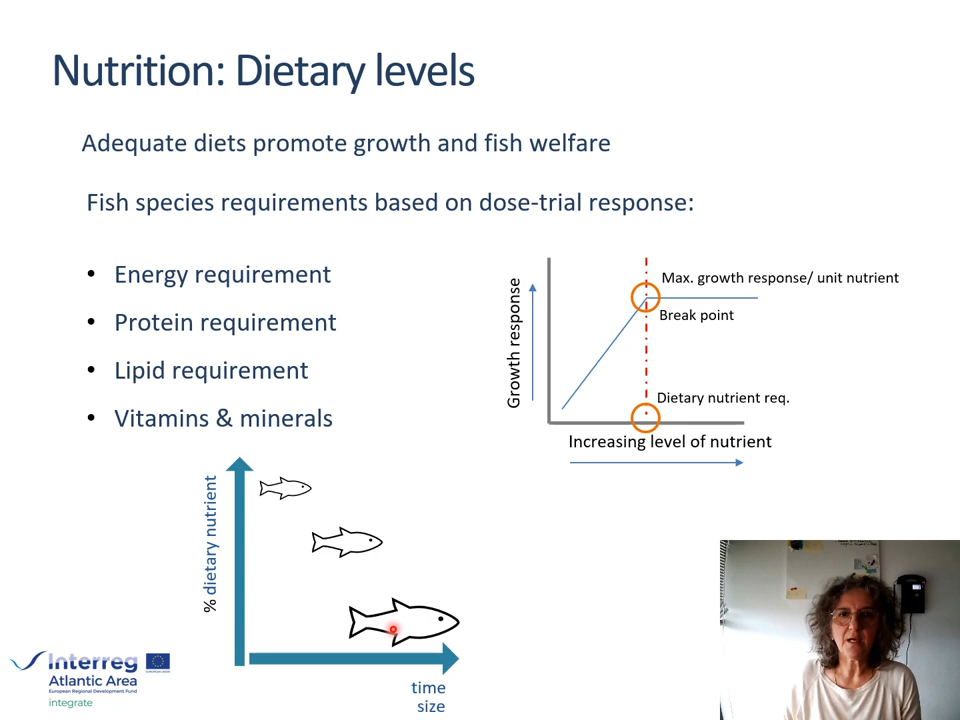 Nutrition: Dietary levels
Adequate diets promote growth and fish welfare
Fish species requirements based on dose-trial response:
• Energy requirement
• Protein requirement
• Lipid requirement
• Vitamins & minerals
Growth response
Max. growth response/ unit nutrient
Break point
Dietary nutrient req.
Increasing level of nutrient
% dietary nutrient
time
size
Interreg
Atlantic Area
European Regional Development Fund
integrate